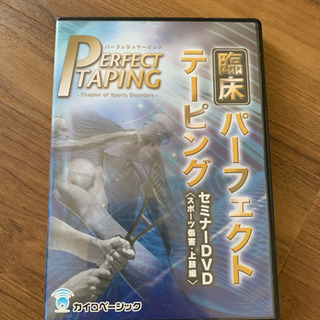 パーフェクトテーピング
PERFECT
TAPING
- Chapter of Sports Disorders -
臨床パーフェクト
テーピング
セミナーDVD
〈スポーツ傷害・上肢編〉
カイロベーシック